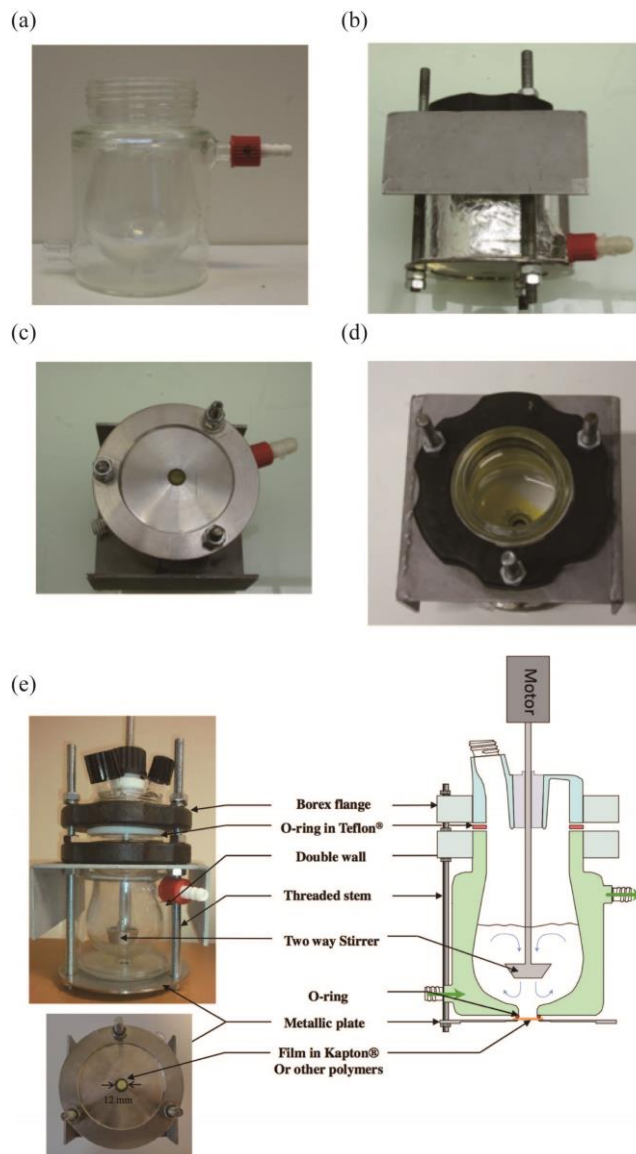 (a)
(b)
(c)
(d)
(e)
Motor
Borex flange
O-ring in Teflon®
Double wall
Threaded stem
Two way Stirrer
O-ring
Metallic plate
Film in Kapton®
Or other polymers
12 mm